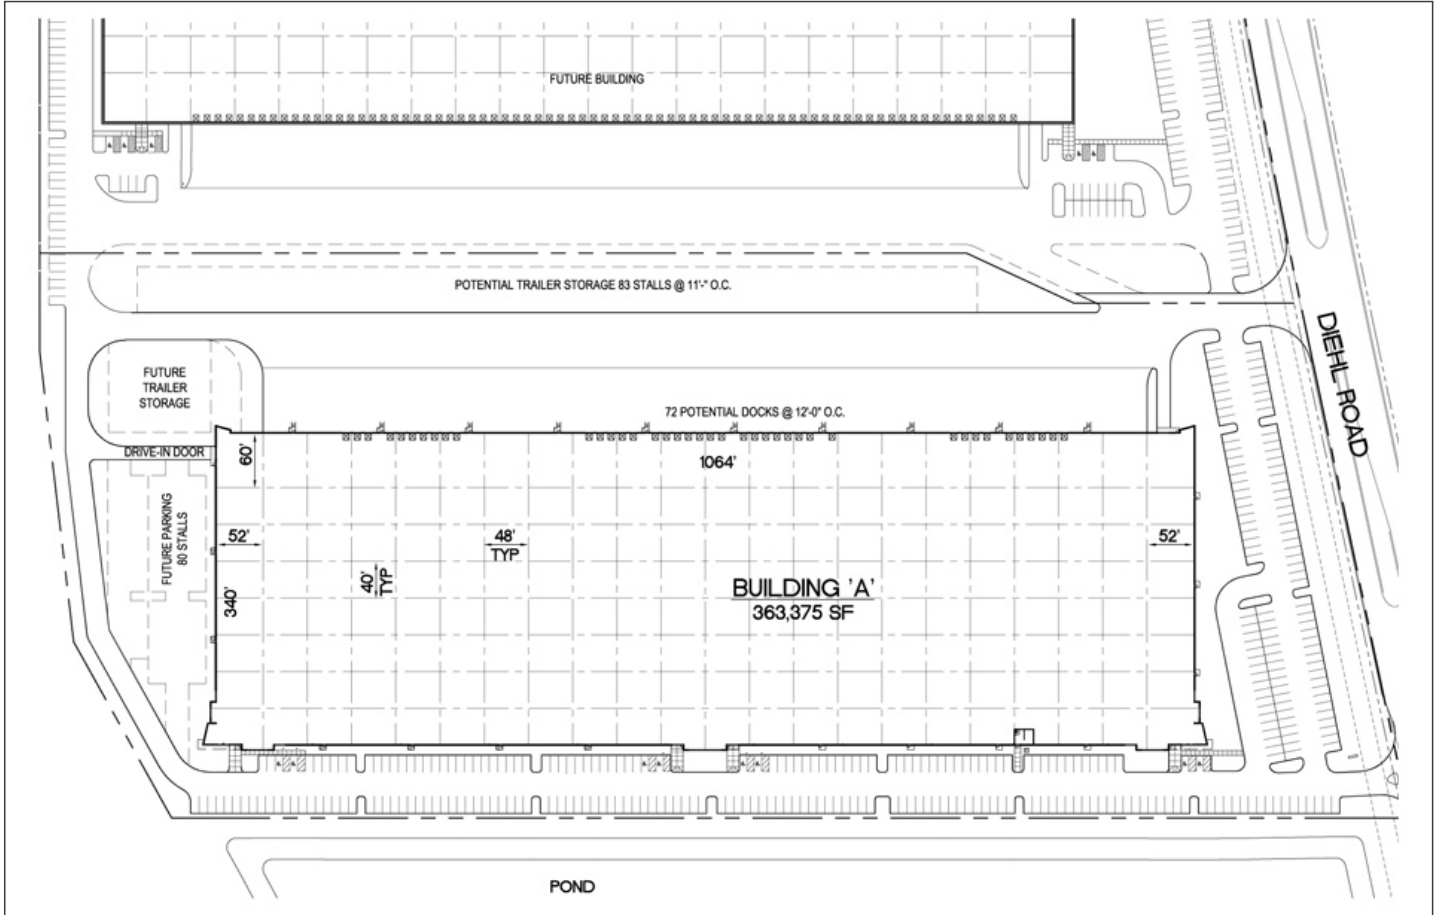 FUTURE BUILDING
POTENTIAL TRAILER STORAGE 83 STALLS @ 11'-" O.C.
DIEHL ROAD
FUTURE
TRAILER
STORAGE
72 POTENTIAL DOCKS @ 12'-0" O.C.
DRIVE-IN DOOR
60'
1064'
FUTURE PARKING
80 STALLS
52'
48'
TYP
52'
40'
TYP
340'
BUILDING 'A'
363,375 SF
POND